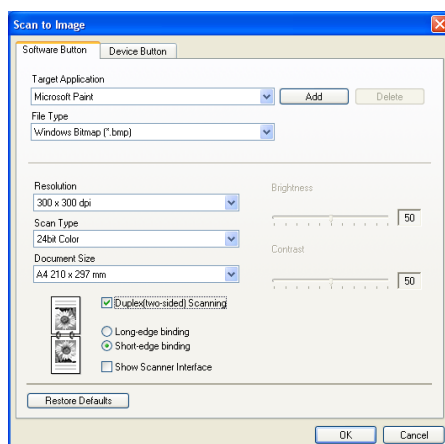 Scan to Image
Software Button Device Button
Target Application
Microsoft Paint Add Delete
File Type
Windows Bitmap (*.bmp)
Resolution Brightness
300 x 300 dpi
50
Scan Type
24bit Color
Contrast
Document Size
A4 210 x 297 mm
50
Duplex(two-sided) Scanning
Long-edge binding
Short-edge binding
Show Scanner Interface
Restore Defaults
OK Cancel